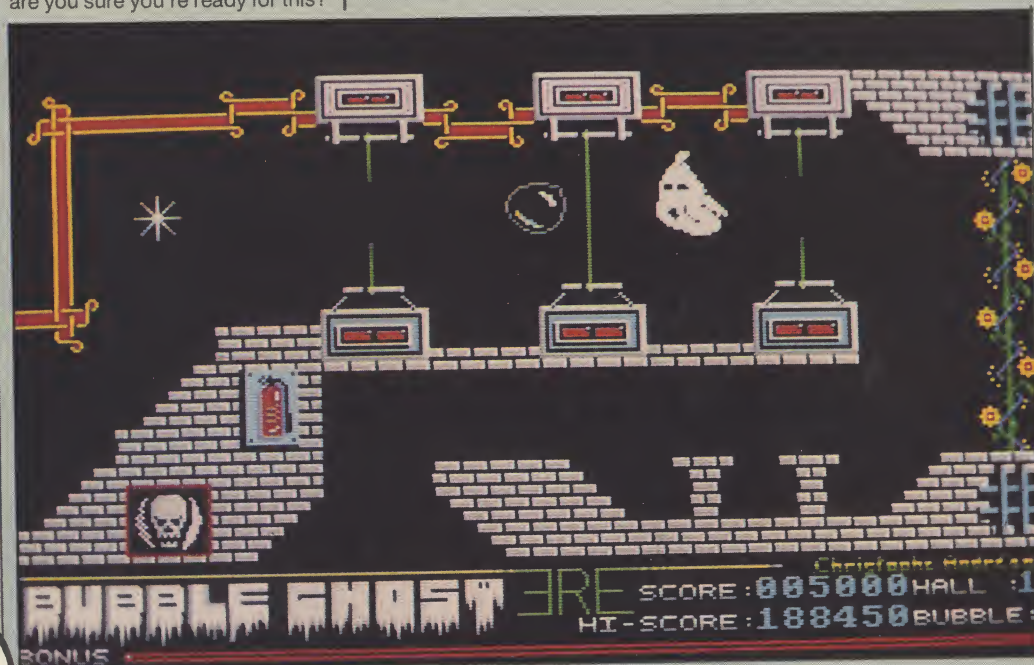 are you sure you're ready for this?
BUBBLE GHOST
ERE
SCORE:005000 HALL :
HI-SCORE:188450 BUBBLE:
BONUS